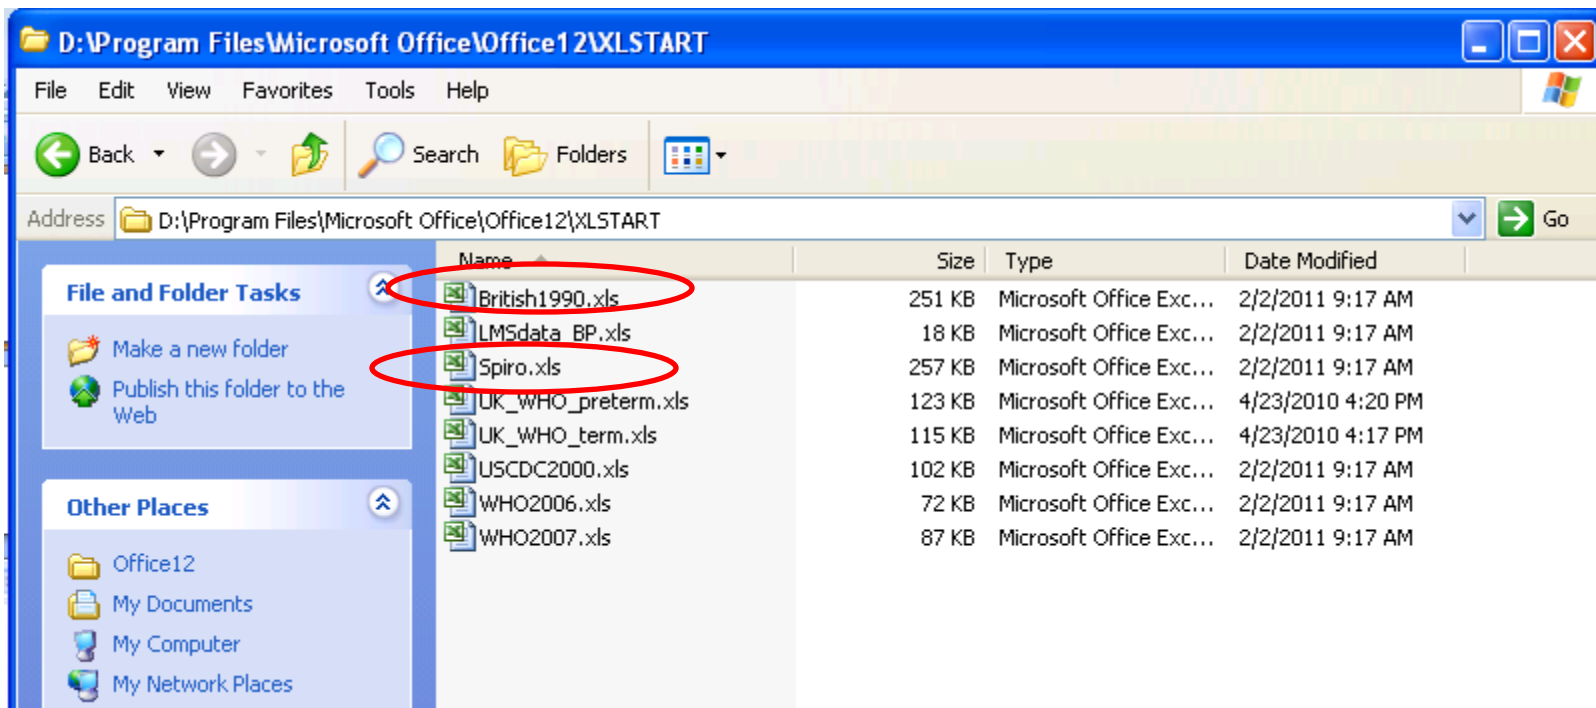 D:\Program Files\Microsoft Office\Office12\XLSTART
File Edit View Favorites Tools Help
Back Search Folders
Address D:\Program Files\Microsoft Office\Office12\XLSTART Go
File and Folder Tasks
Make a new folder
Publish this folder to the
Web
Other Places
Office12
My Documents
My Computer
My Network Places
Name Size Type Date Modified
British1990.xls 251 KB Microsoft Office Exc... 2/2/2011 9:17 AM
LMSdata_BP.xls 18 KB Microsoft Office Exc... 2/2/2011 9:17 AM
Spiro.xls 257 KB Microsoft Office Exc... 2/2/2011 9:17 AM
UK_WHO_preterm.xls 123 KB Microsoft Office Exc... 4/23/2010 4:20 PM
UK_WHO_term.xls 115 KB Microsoft Office Exc... 4/23/2010 4:17 PM
USCDC2000.xls 102 KB Microsoft Office Exc... 2/2/2011 9:17 AM
WHO2006.xls 72 KB Microsoft Office Exc... 2/2/2011 9:17 AM
WHO2007.xls 87 KB Microsoft Office Exc... 2/2/2011 9:17 AM